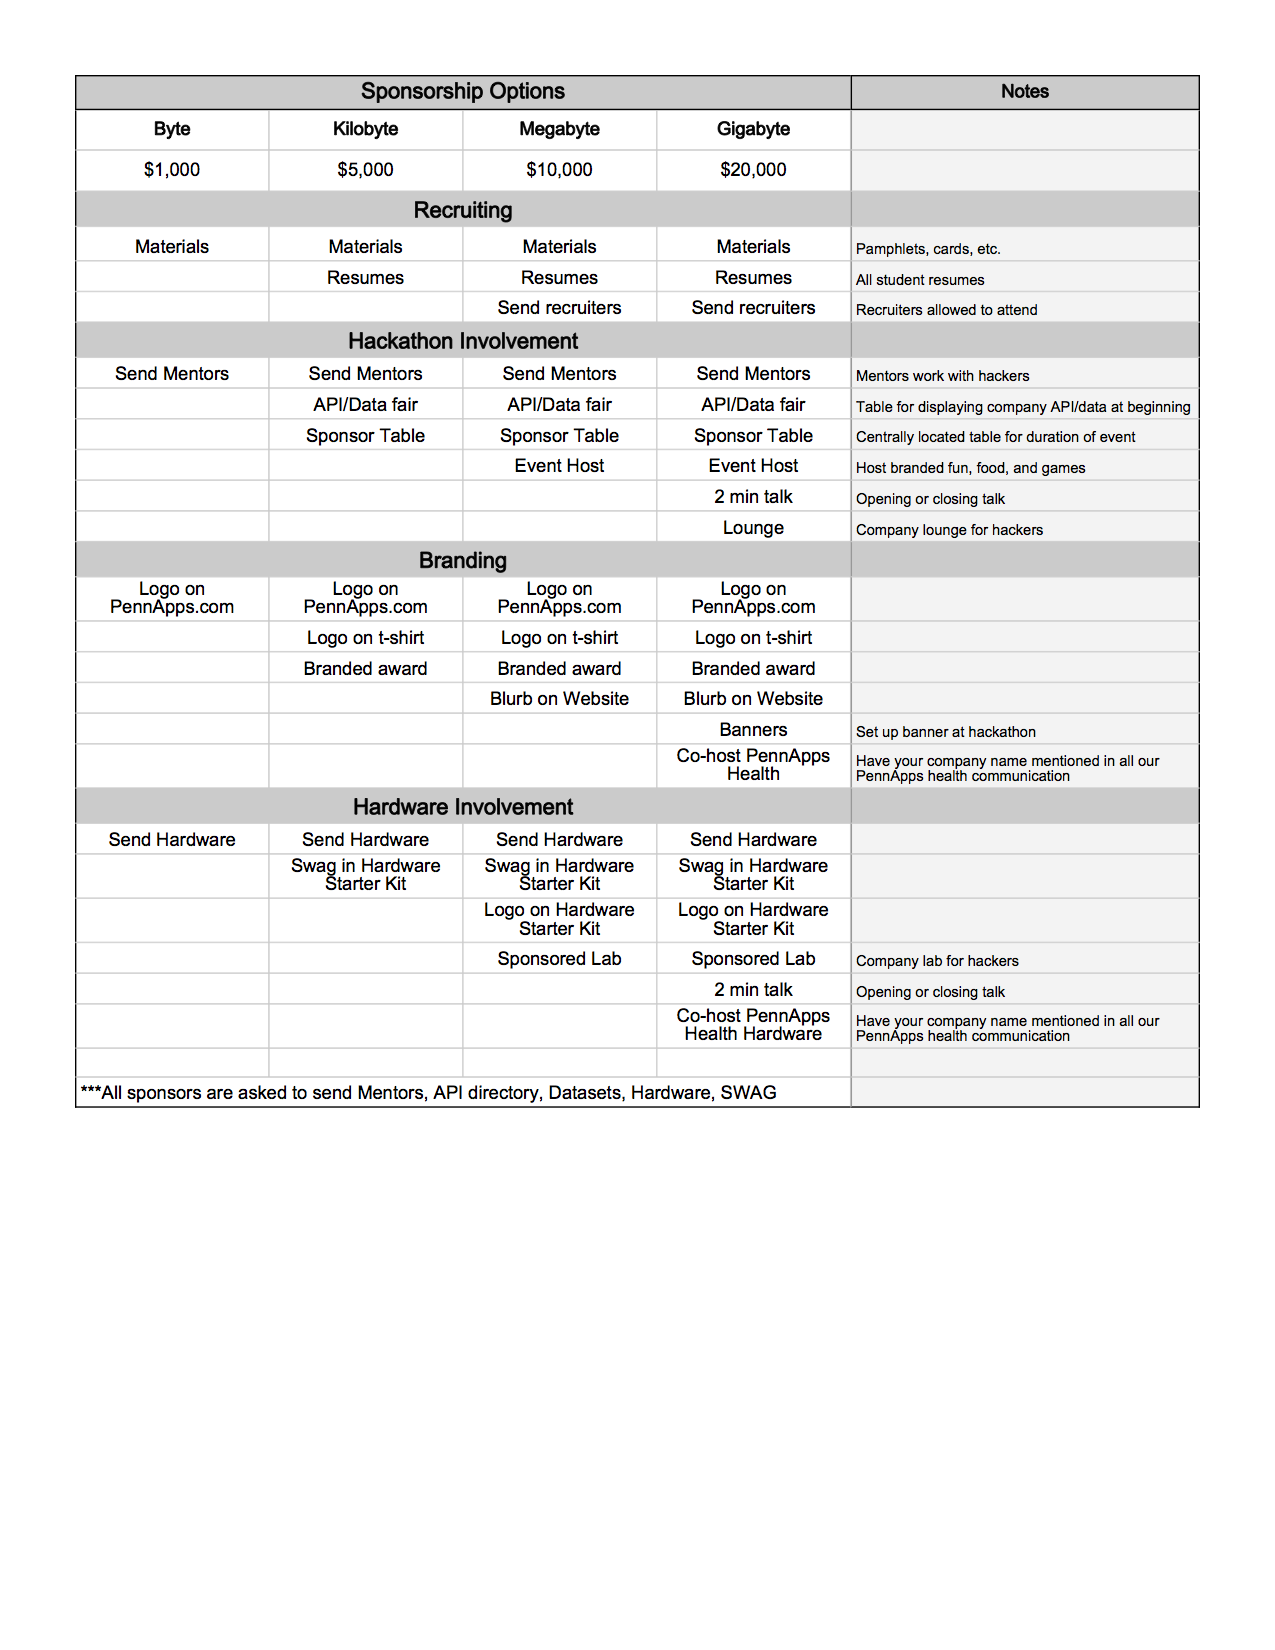 Sponsorship Options Notes
Byte Kilobyte Megabyte Gigabyte
$1,000 $5,000 $10,000 $20,000
Recruiting
Materials Materials Materials Materials Pamphlets, cards, etc.
Resumes Resumes Resumes All student resumes
Send recruiters Send recruiters Recruiters allowed to attend
Hackathon Involvement
Send Mentors Send Mentors Send Mentors Send Mentors Mentors work with hackers
API/Data fair API/Data fair API/Data fair Table for displaying company API/data at beginning
Sponsor Table Sponsor Table Sponsor Table Centrally located table for duration of event
Event Host Event Host Host branded fun, food, and games
2 min talk Opening or closing talk
Lounge Company lounge for hackers
Branding
Logo on Logo on Logo on Logo on
PennApps.com PennApps.com PennApps.com PennApps.com
Logo on t-shirt Logo on t-shirt Logo on t-shirt
Branded award Branded award Branded award
Blurb on Website Blurb on Website
Banners Set up banner at hackathon
Co-host PennApps Have your company name mentioned in all our
Health PennApps health communication
Hardware Involvement
Send Hardware Send Hardware Send Hardware Send Hardware
Swag in Hardware Swag in Hardware Swag in Hardware
Starter Kit Starter Kit Starter Kit
Logo on Hardware Logo on Hardware
Starter Kit Starter Kit
Sponsored Lab Sponsored Lab Company lab for hackers
2 min talk Opening or closing talk
Co-host PennApps Have your company name mentioned in all our
Health Hardware PennApps health communication
***All sponsors are asked to send Mentors, API directory, Datasets, Hardware, SWAG